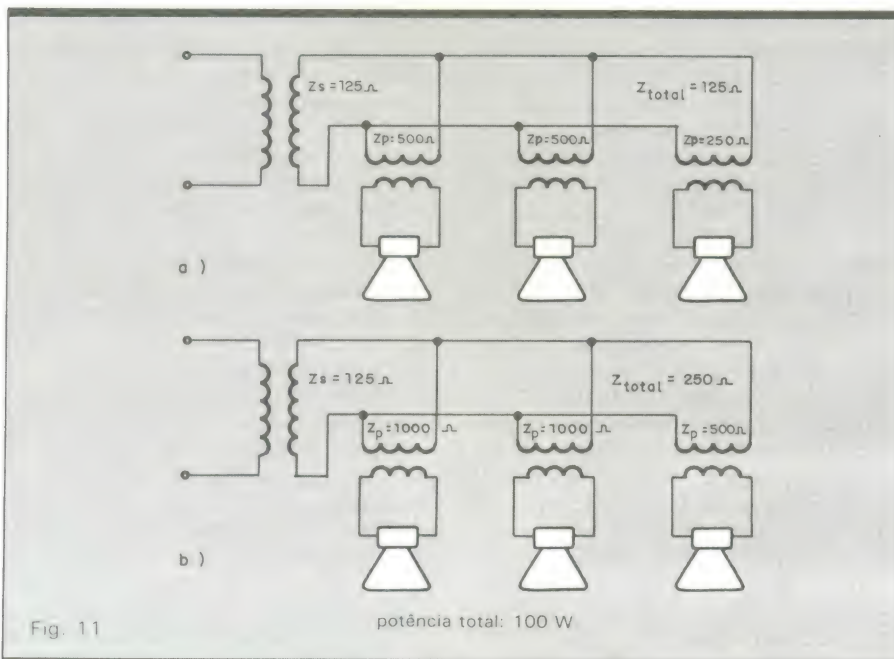 Zs = 125 Ω
Z total = 125 Ω
Zp = 500 Ω
Zp = 500 Ω
Zp = 250 Ω
a )
Zs = 125 Ω
Z total = 250 Ω
Zp = 1000 Ω
Zp = 1000 Ω
Zp = 500 Ω
b )
Fig. 11
potência total: 100 W